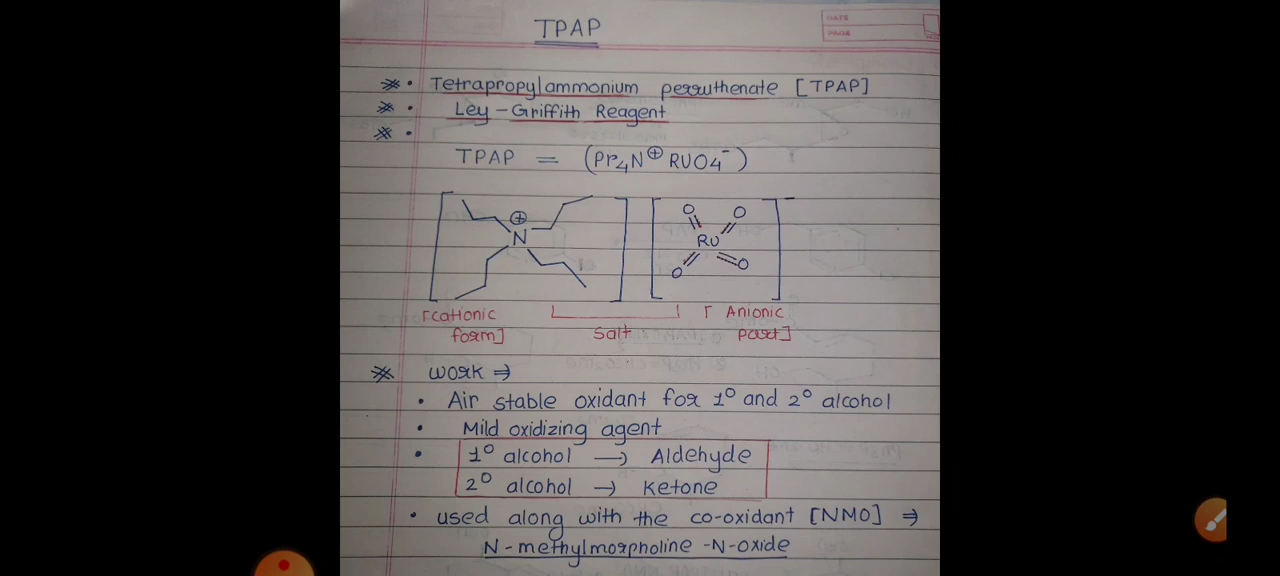 TPAP
DATE
PAGE
Tetrapropylammonium perruthenate [TPAP]
Ley-Griffith Reagent
TPAP = (Pr4N⊕ RUO4⁻)
⊕
N
O O
Ru
O O
[cationic form]
Salt
[Anionic part]
work ⇒
• Air stable oxidant for 1° and 2° alcohol
• Mild oxidizing agent
• 1° alcohol → Aldehyde
2° alcohol → ketone
• used along with the co-oxidant [NMO] ⇒
N-methylmorpholine-N-oxide